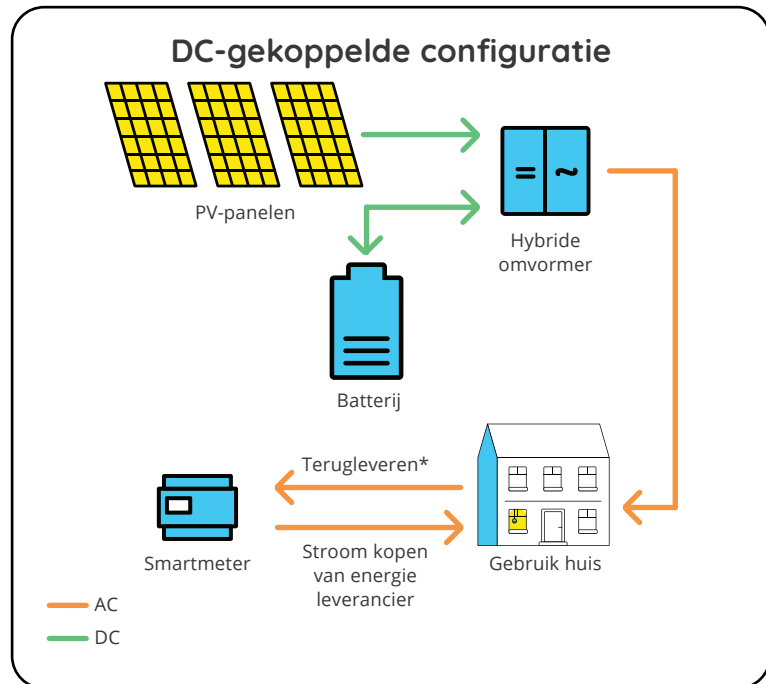 DC-gekoppelde configuratie
PV-panelen
Hybride
omvormer
Batterij
Terugleveren*
Smartmeter
Stroom kopen
van energie
leverancier
Gebruik huis
AC
DC